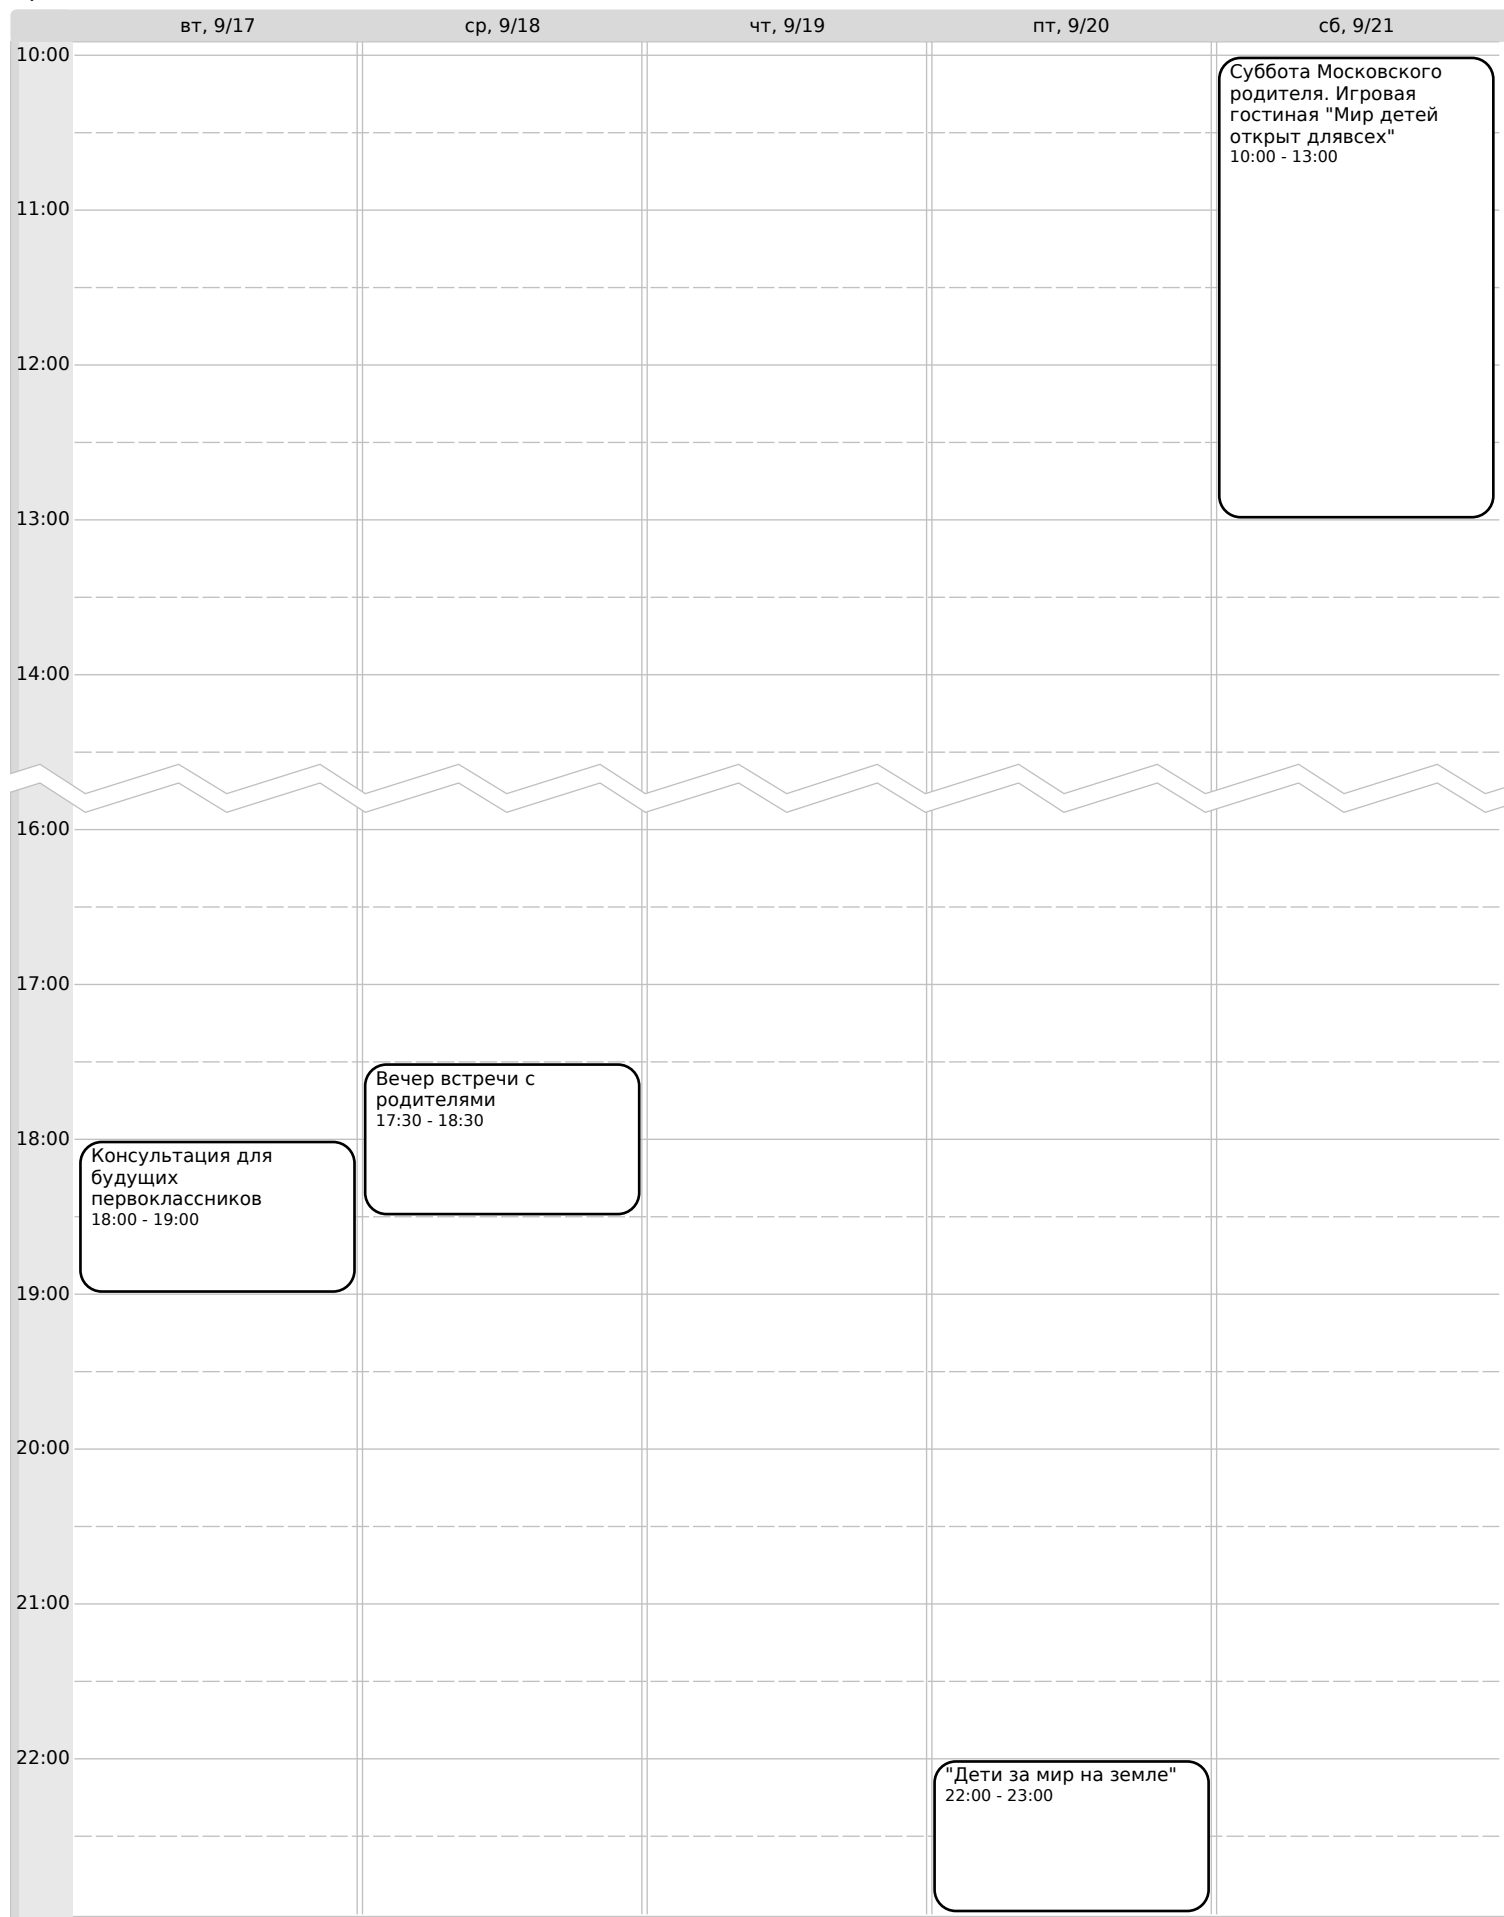 вт, 9/17 ср, 9/18 чт, 9/19 пт, 9/20 сб, 9/21
10:00
Суббота Московского
родителя. Игровая
гостиная "Мир детей
открыт длявсех"
10:00 - 13:00
11:00
12:00
13:00
14:00
16:00
17:00
Вечер встречи с
родителями
17:30 - 18:30
18:00
Консультация для
будущих
первоклассников
18:00 - 19:00
19:00
20:00
21:00
22:00
"Дети за мир на земле"
22:00 - 23:00